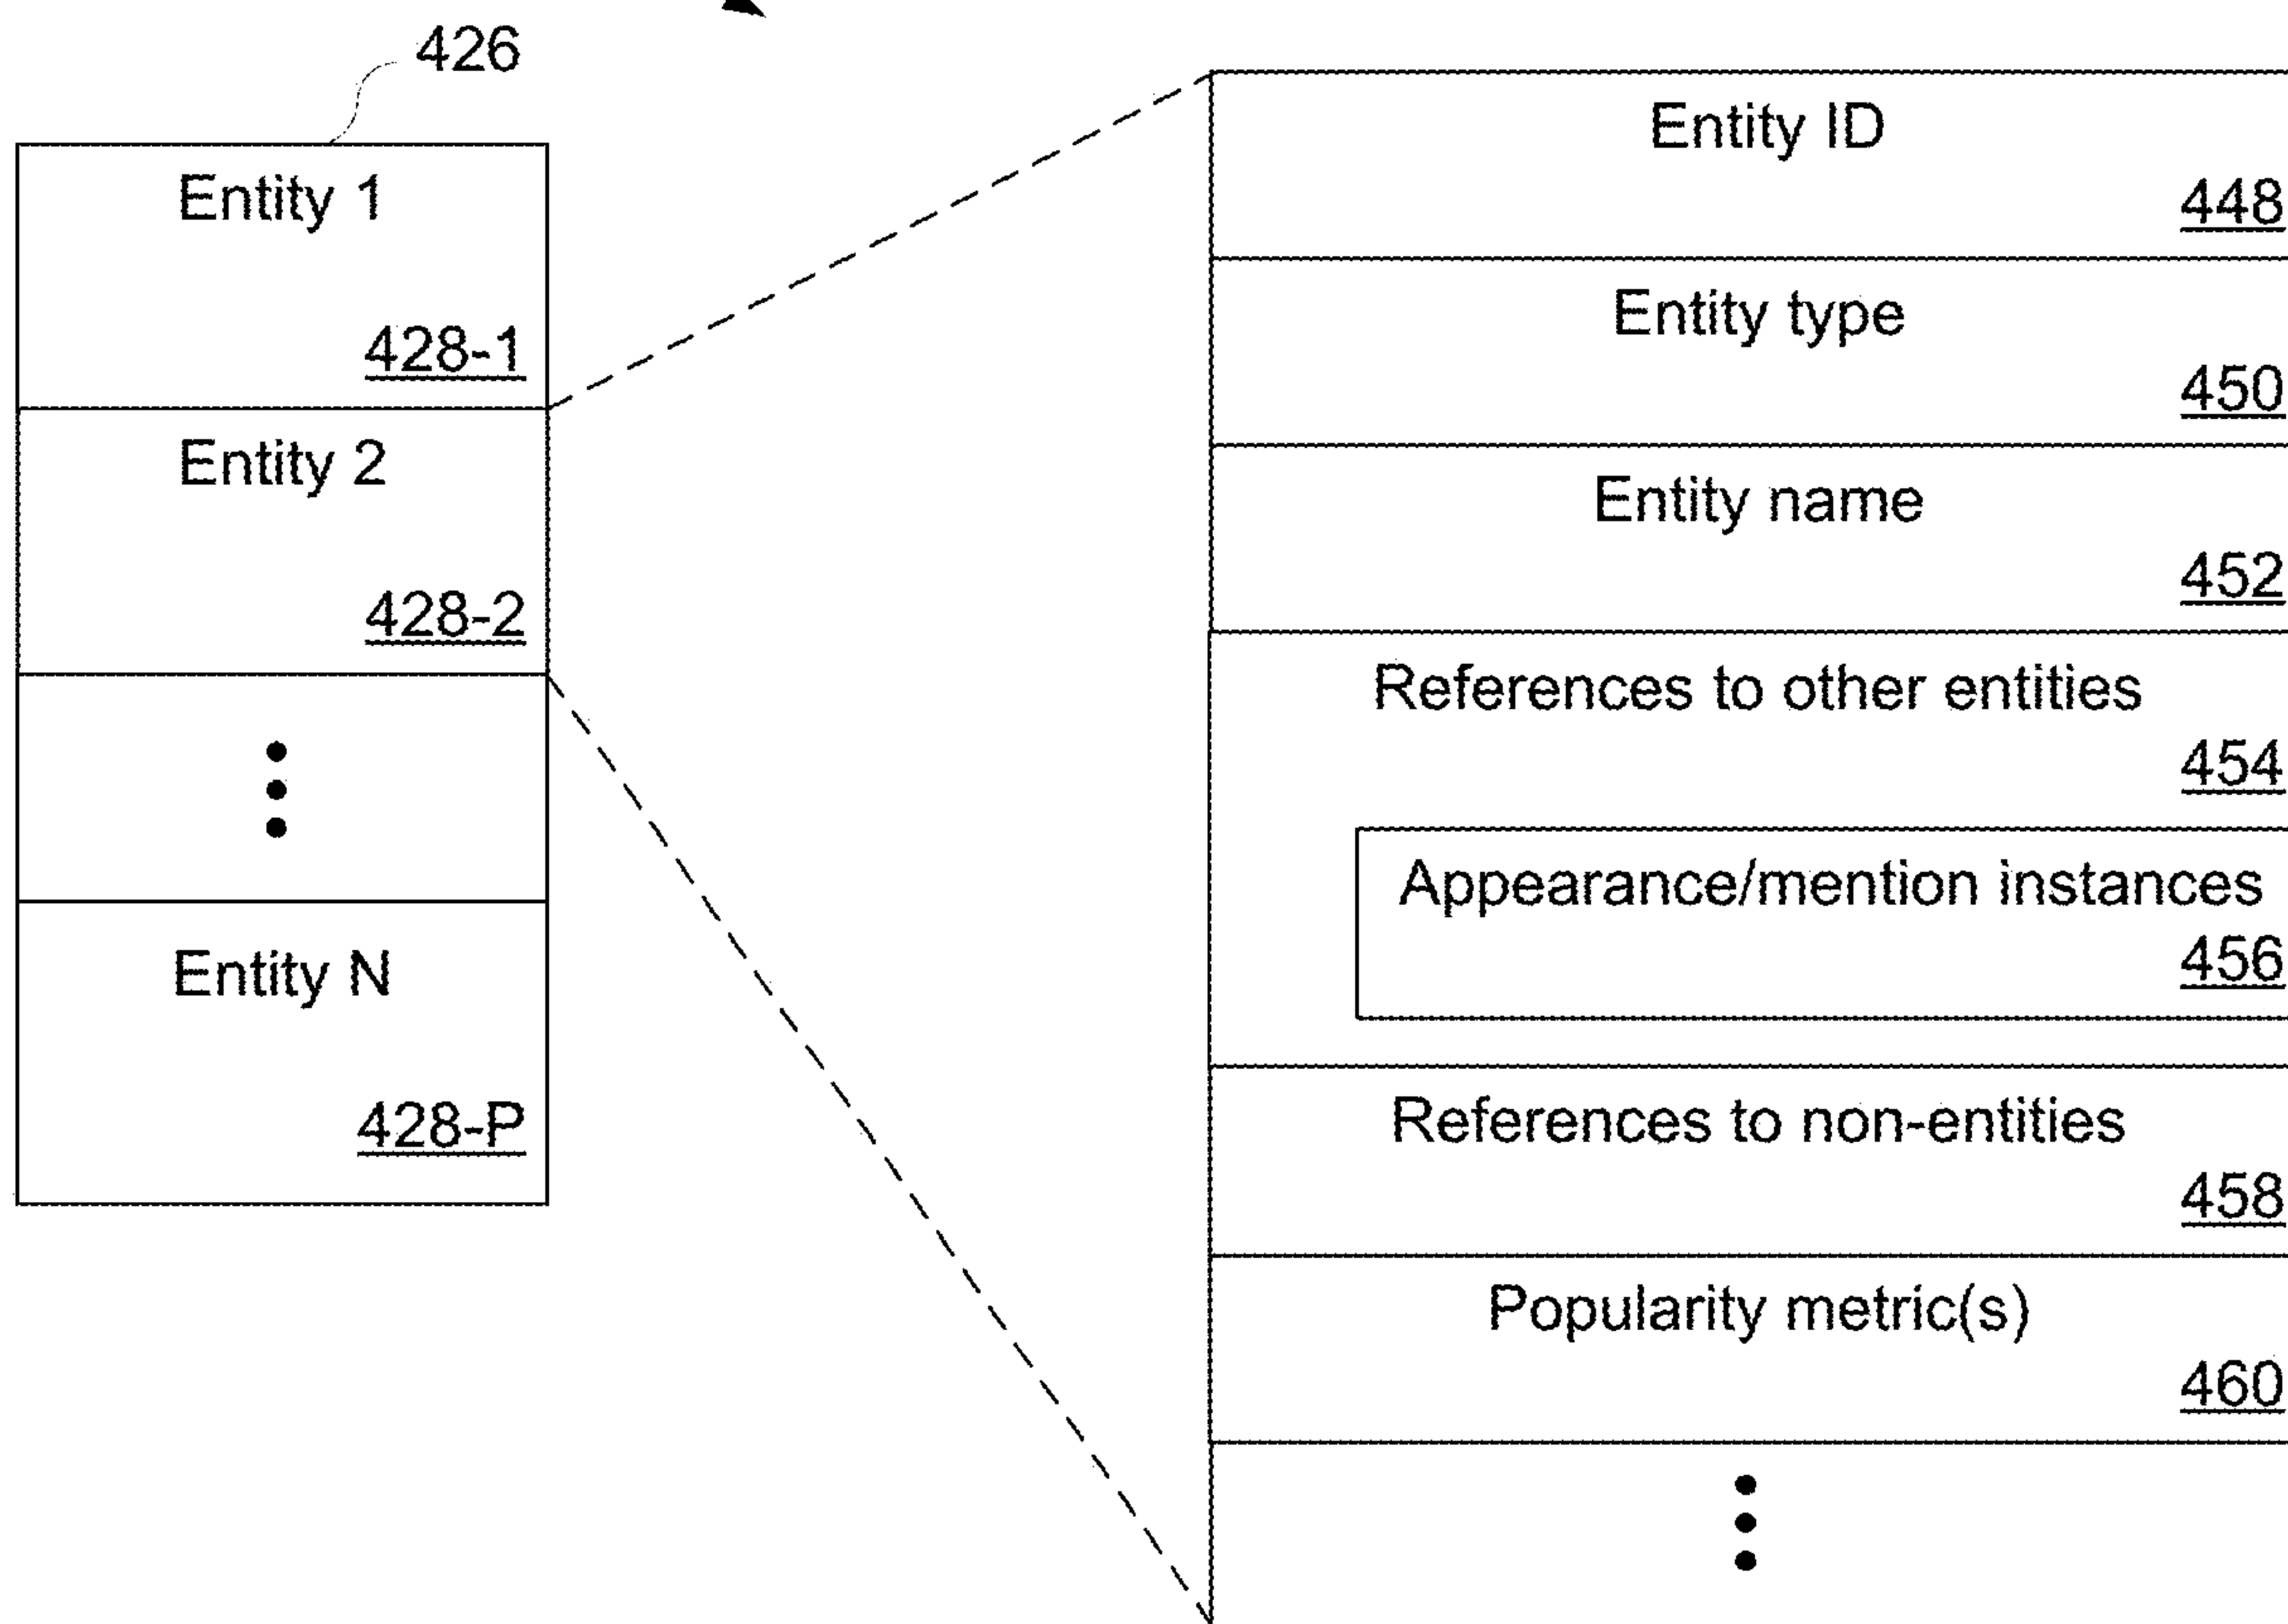 426
Entity 1
428-1
Entity 2
428-2
Entity N
428-P
Entity ID
448
Entity type
450
Entity name
452
References to other entities
454
Appearance/mention instances
456
References to non-entities
458
Popularity metric(s)
460